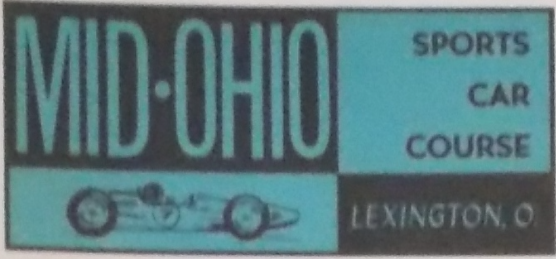 MID·OHIO
SPORTS
CAR
COURSE
LEXINGTON, O.